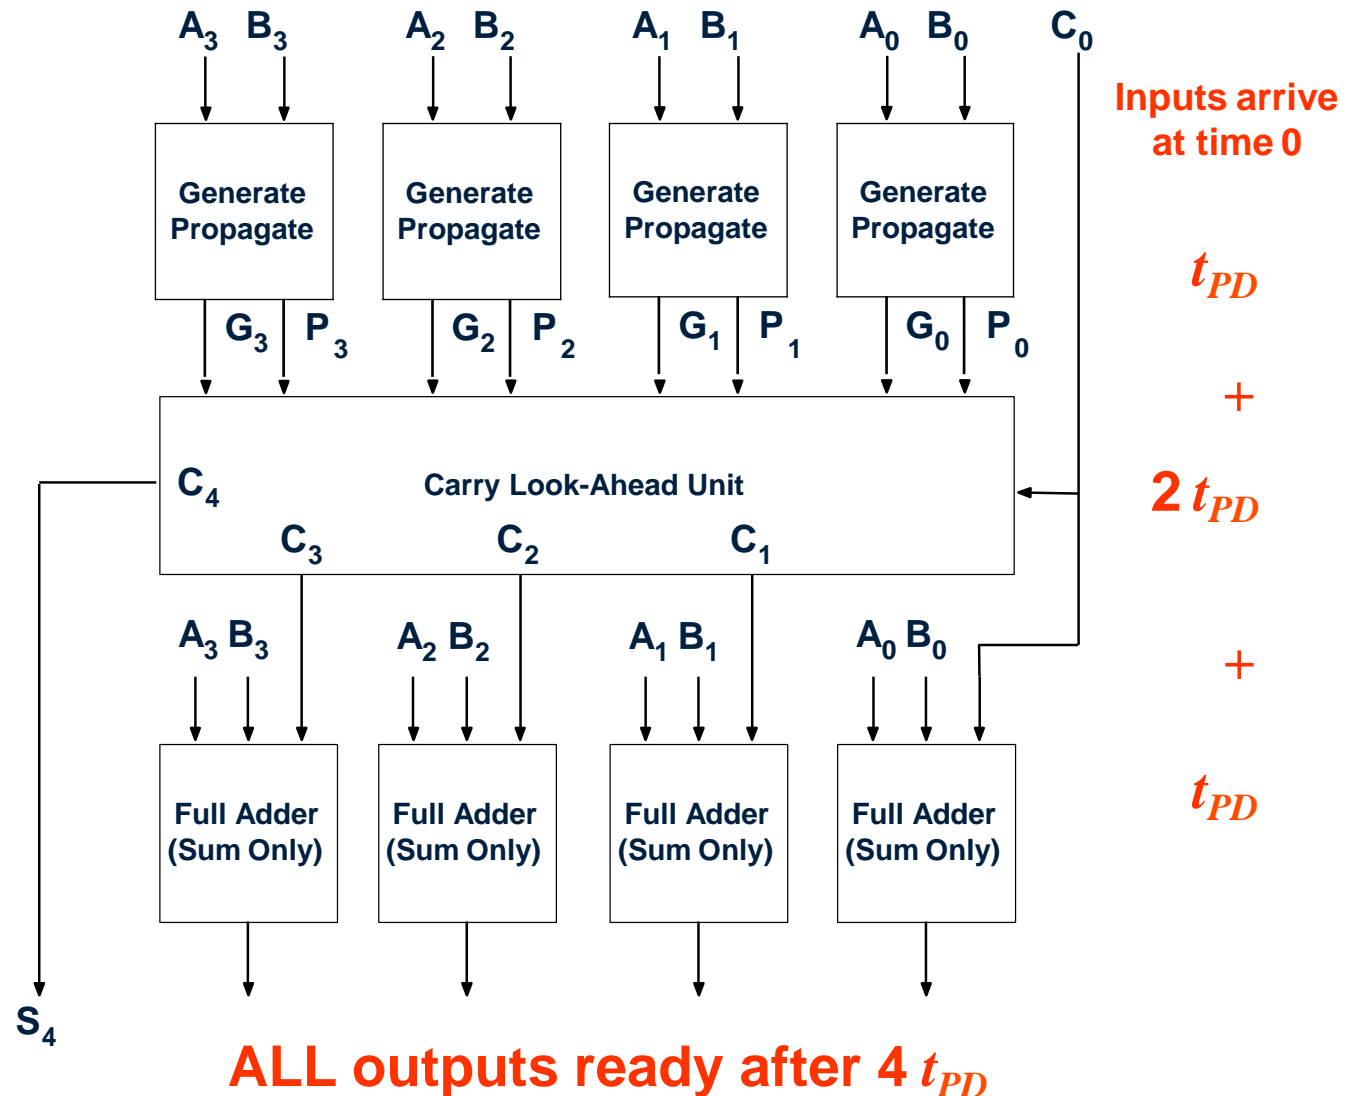 A3 B3 A2 B2 A1 B1 A0 B0 C0
Inputs arrive
at time 0
Generate
Propagate
Generate
Propagate
Generate
Propagate
Generate
Propagate
tPD
G3 P3 G2 P2 G1 P1 G0 P0
+
C4 Carry Look-Ahead Unit
2 tPD
C3 C2 C1
A3 B3 A2 B2 A1 B1 A0 B0
+
Full Adder
(Sum Only)
Full Adder
(Sum Only)
Full Adder
(Sum Only)
Full Adder
(Sum Only)
tPD
S4
ALL outputs ready after 4 tPD